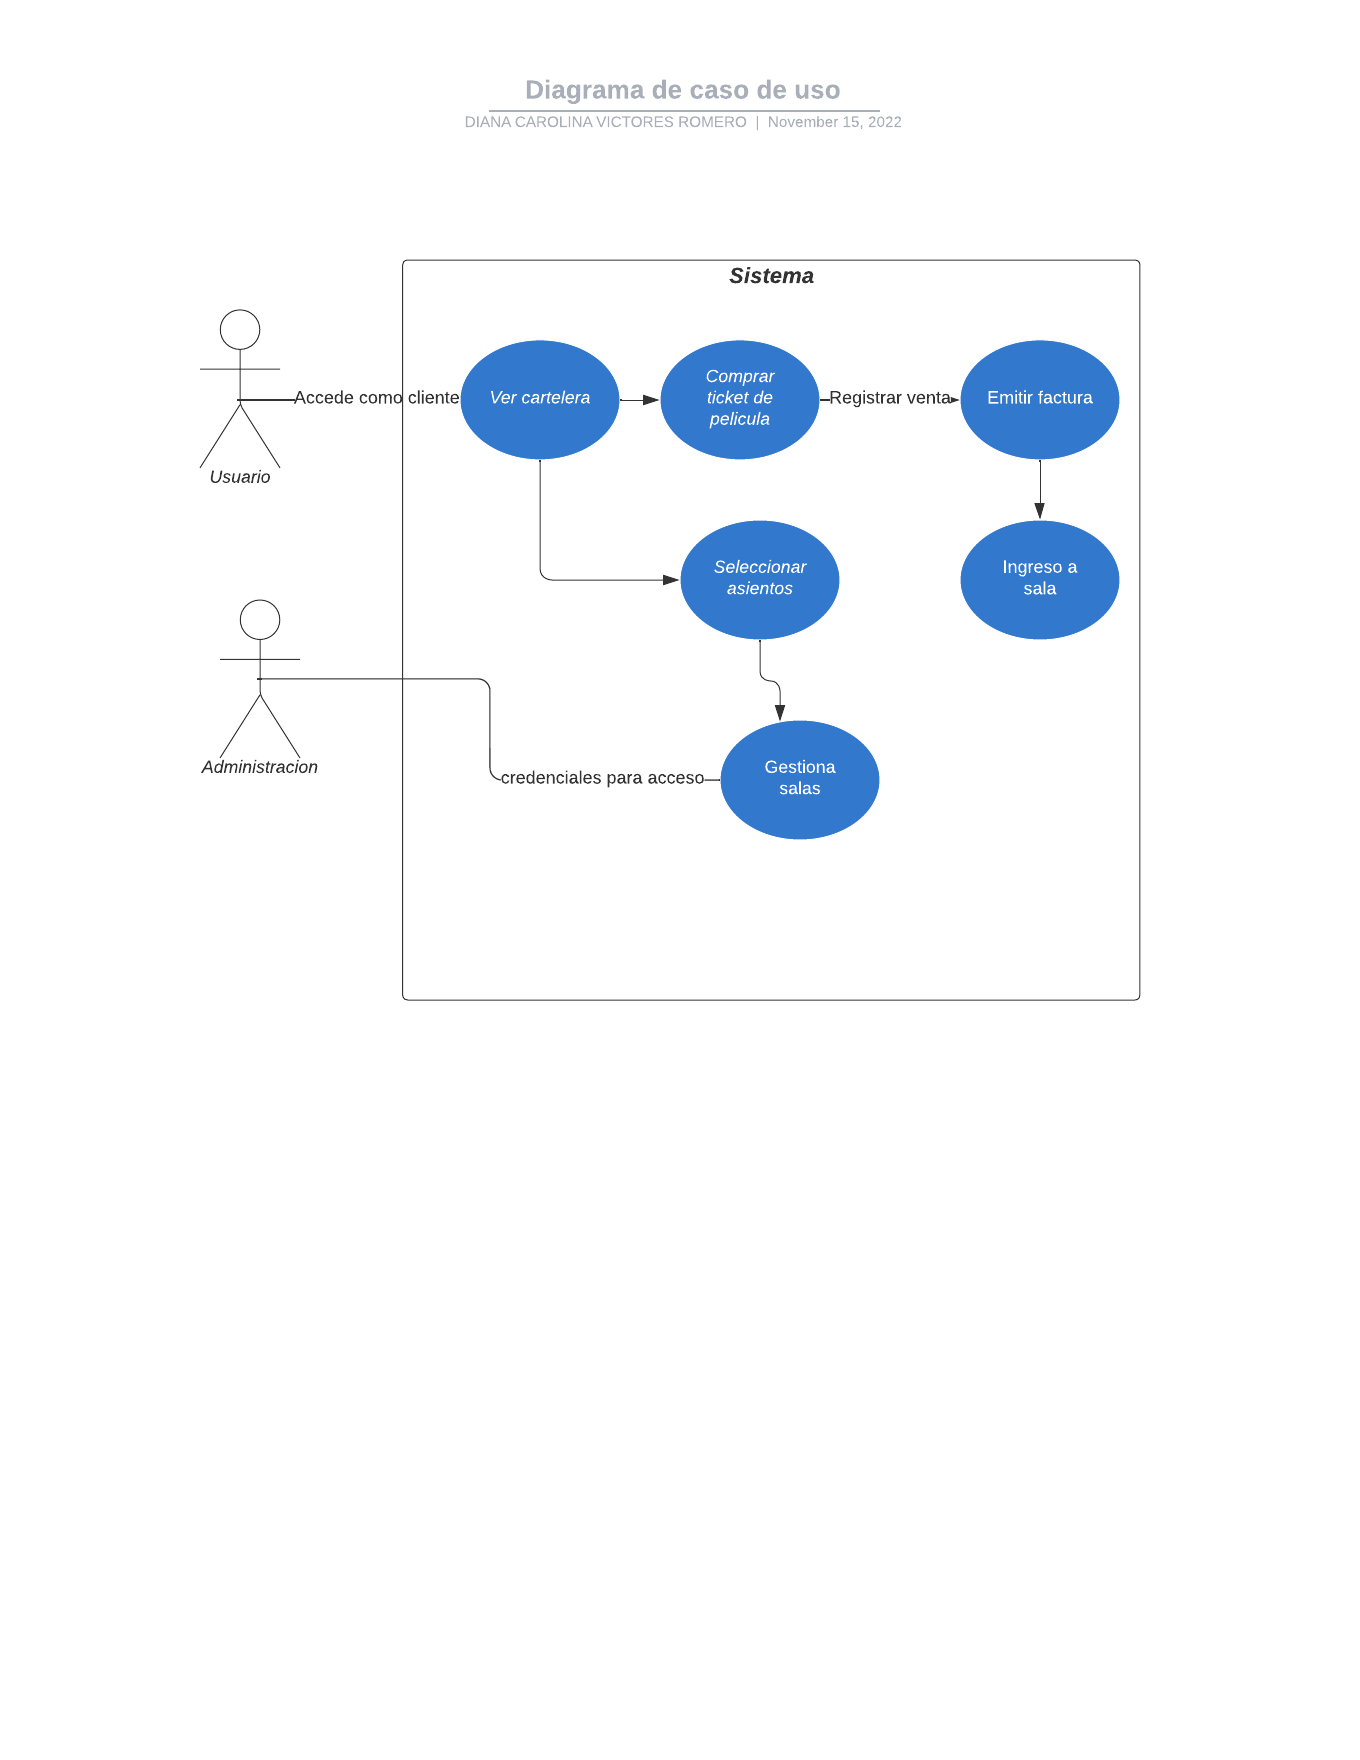 Diagrama de caso de uso
DIANA CAROLINA VICTORES ROMERO | November 15, 2022
Sistema
Accede como cliente
Ver cartelera
Comprar
ticket de
pelicula
Registrar venta
Emitir factura
Usuario
Seleccionar
asientos
Ingreso a
sala
Administracion
credenciales para acceso
Gestiona
salas